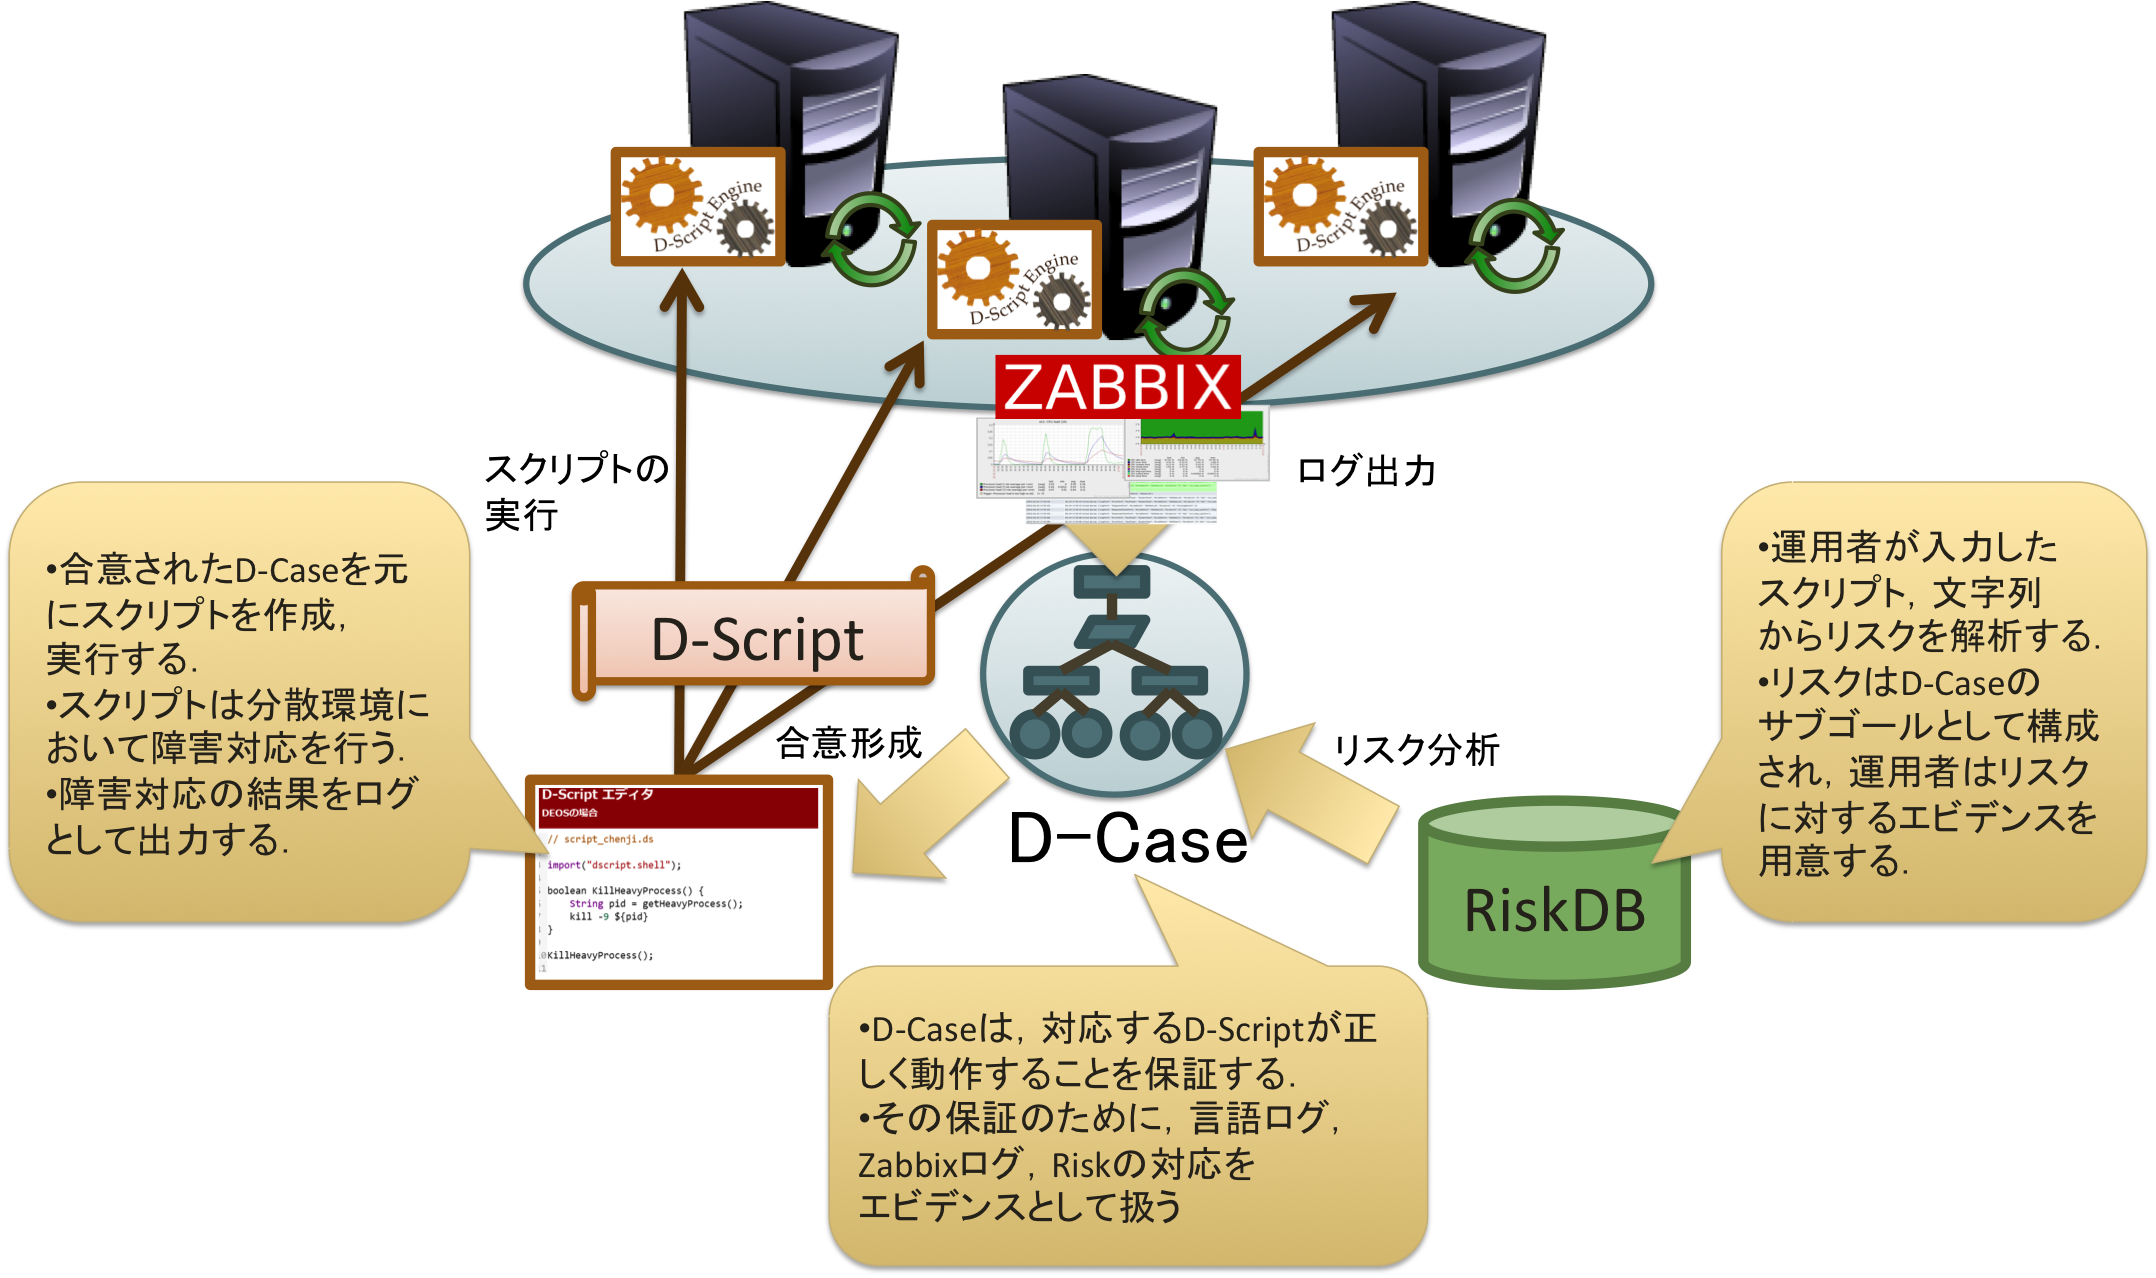 D-Script Engine
D-Script Engine
D-Script Engine
ZABBIX
スクリプトの
実行
ログ出力
•合意されたD-Caseを元
にスクリプトを作成,
実行する.
•スクリプトは分散環境に
おいて障害対応を行う.
•障害対応の結果をログ
として出力する.
D-Script
•運用者が入力した
スクリプト, 文字列
からリスクを解析する.
•リスクはD-Caseの
サブゴールとして構成
され, 運用者はリスク
に対するエビデンスを
用意する.
合意形成
リスク分析
D-Case
D-Script エディタ
DEOSの場合
// script_chenji.ds
import("dscript.shell");
boolean KillHeavyProcess() {
String pid = getHeavyProcess();
kill -9 ${pid}
}
KillHeavyProcess();
RiskDB
•D-Caseは, 対応するD-Scriptが正
しく動作することを保証する.
•その保証のために, 言語ログ,
Zabbixログ, Riskの対応を
エビデンスとして扱う